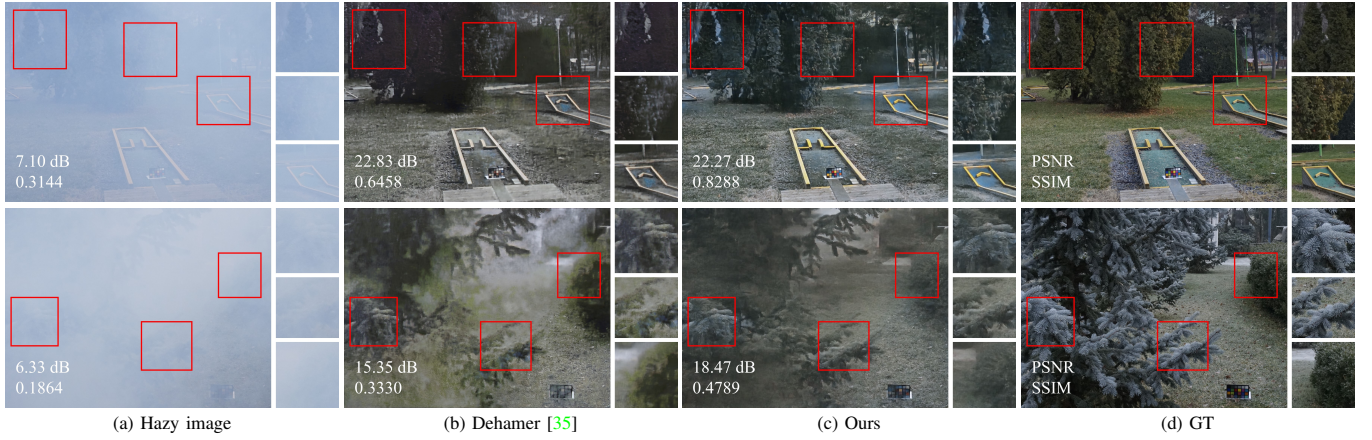 7.10 dB
0.3144
22.83 dB
0.6458
22.27 dB
0.8288
PSNR
SSIM
6.33 dB
0.1864
15.35 dB
0.3330
18.47 dB
0.4789
PSNR
SSIM
(a) Hazy image
(b) Dehamer [35]
(c) Ours
(d) GT